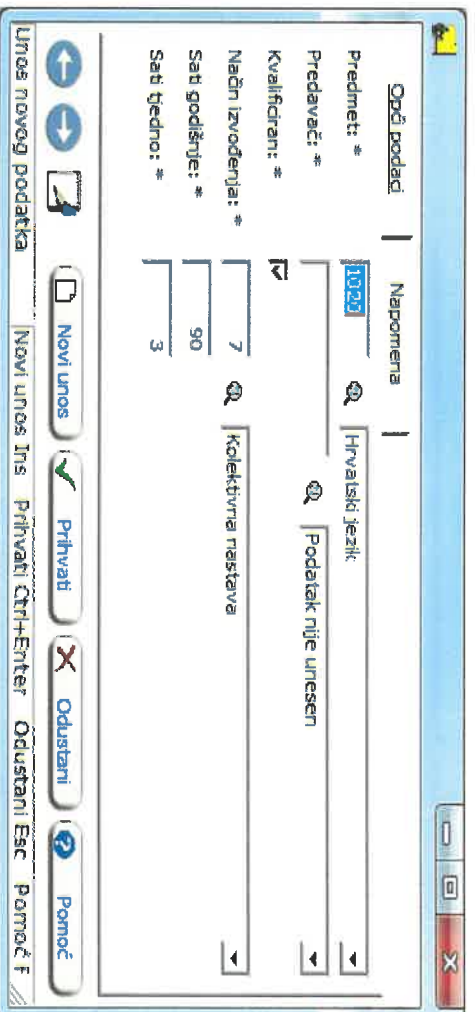 Opći podaci Napomena
Predmet: * 1020 Hrvatski jezik
Predavač: * Podatak nije unesen
Kvalificiran: *
Način izvođenja: * 7 Kolektivna nastava
Sati godišnje: * 90
Sati tjedno: * 3
Novi unos Prihvati Odustani Pomoć
Unos novog podatka Novi unos Ins Prihvati Ctrl+Enter Odustani Esc Pomoć F